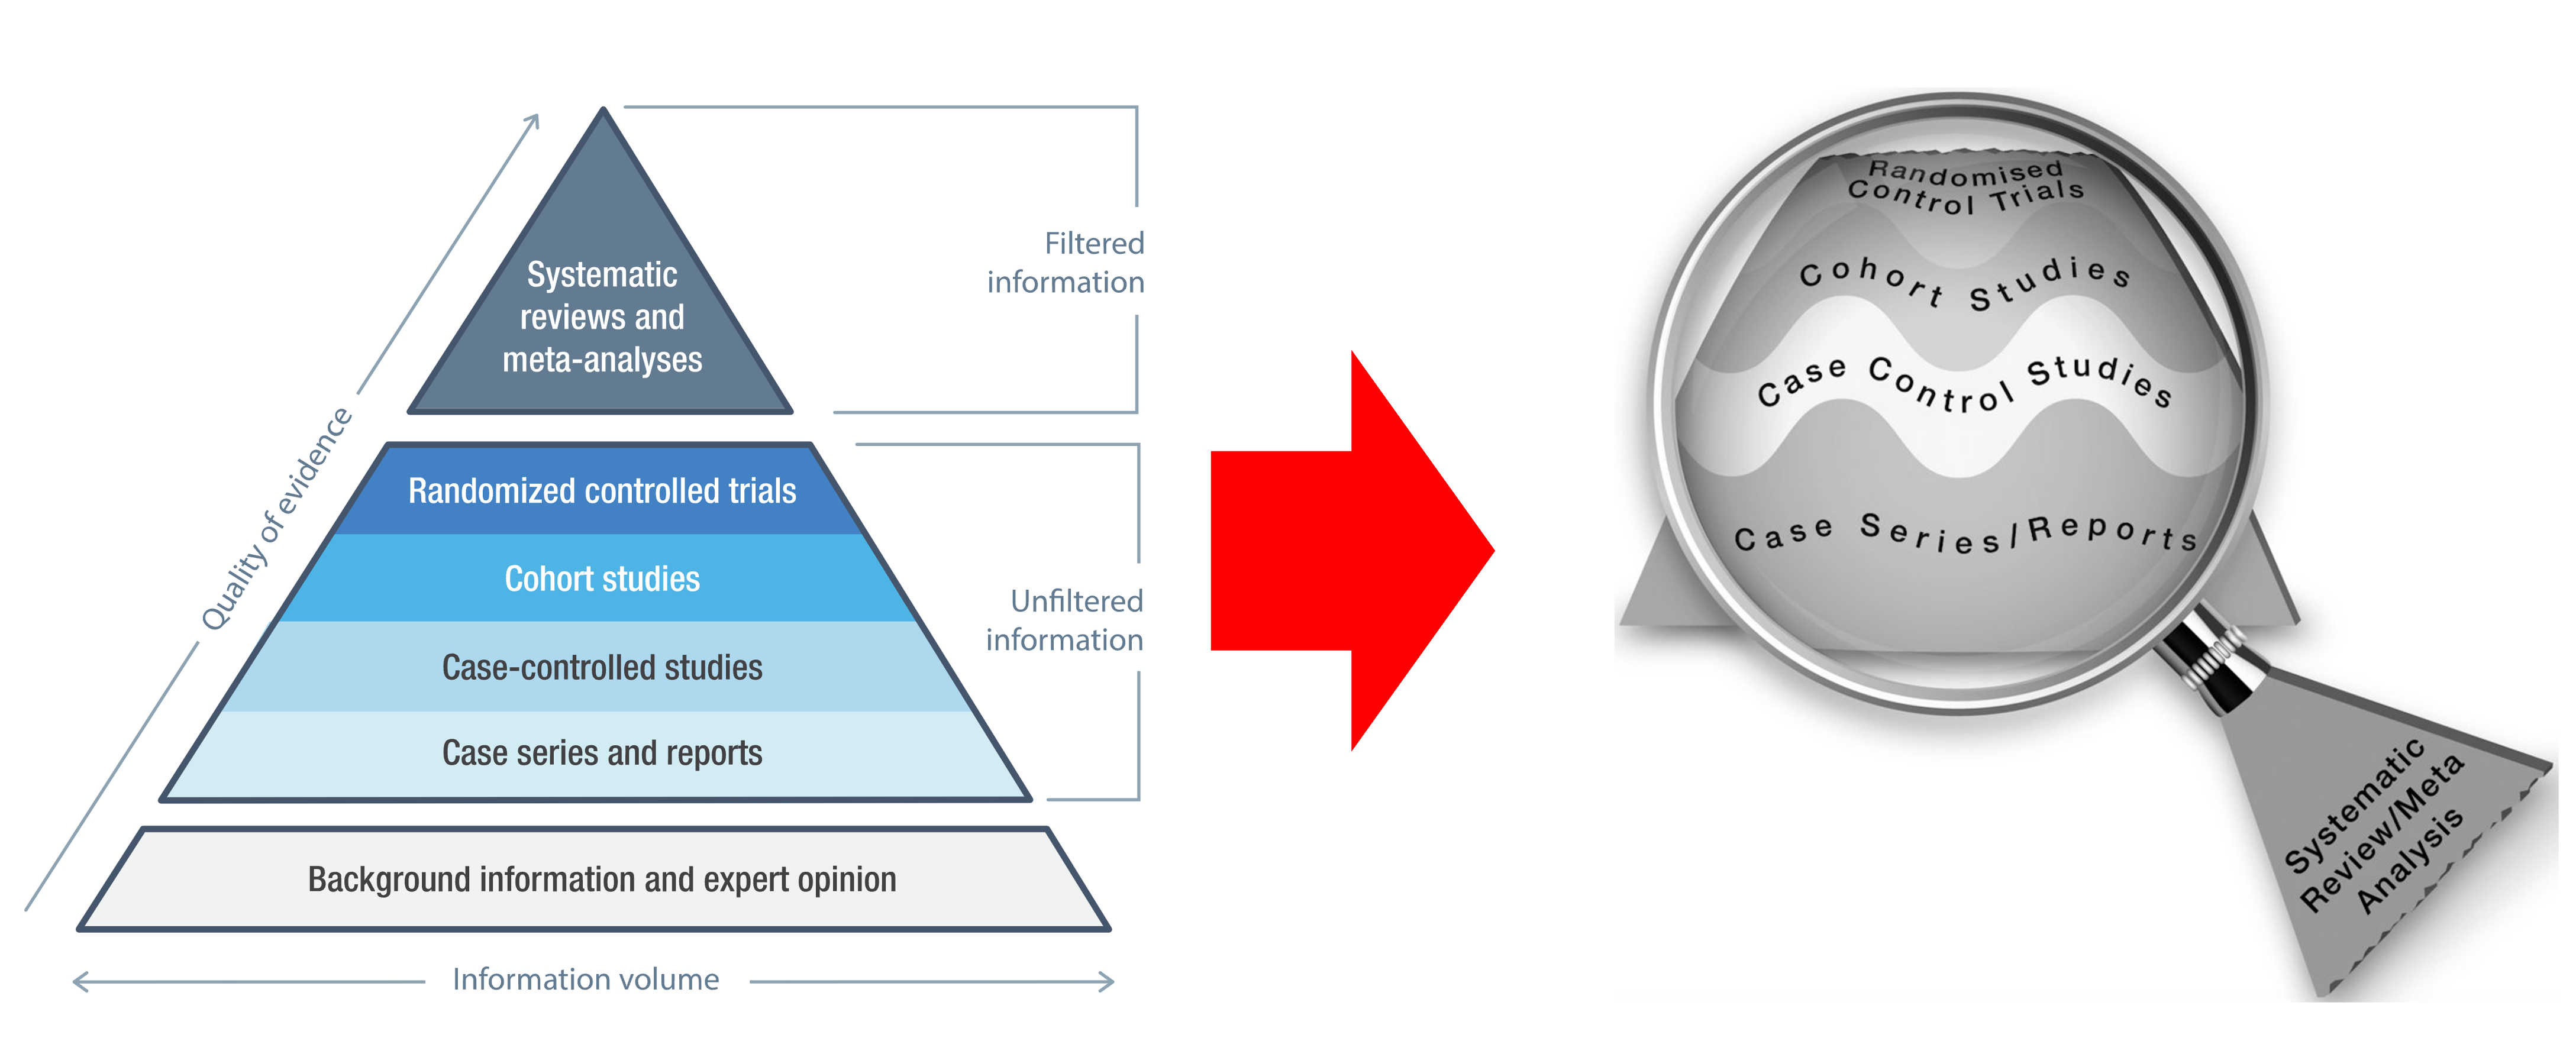 Systematic
reviews and
meta-analyses
Randomized controlled trials
Cohort studies
Case-controlled studies
Case series and reports
Background information and expert opinion
Quality of evidence
Information volume
Filtered
information
Unfiltered
information
Randomised
Control Trials
Cohort Studies
Case Control Studies
Case Series/Reports
Systematic
Review/Meta
Analysis